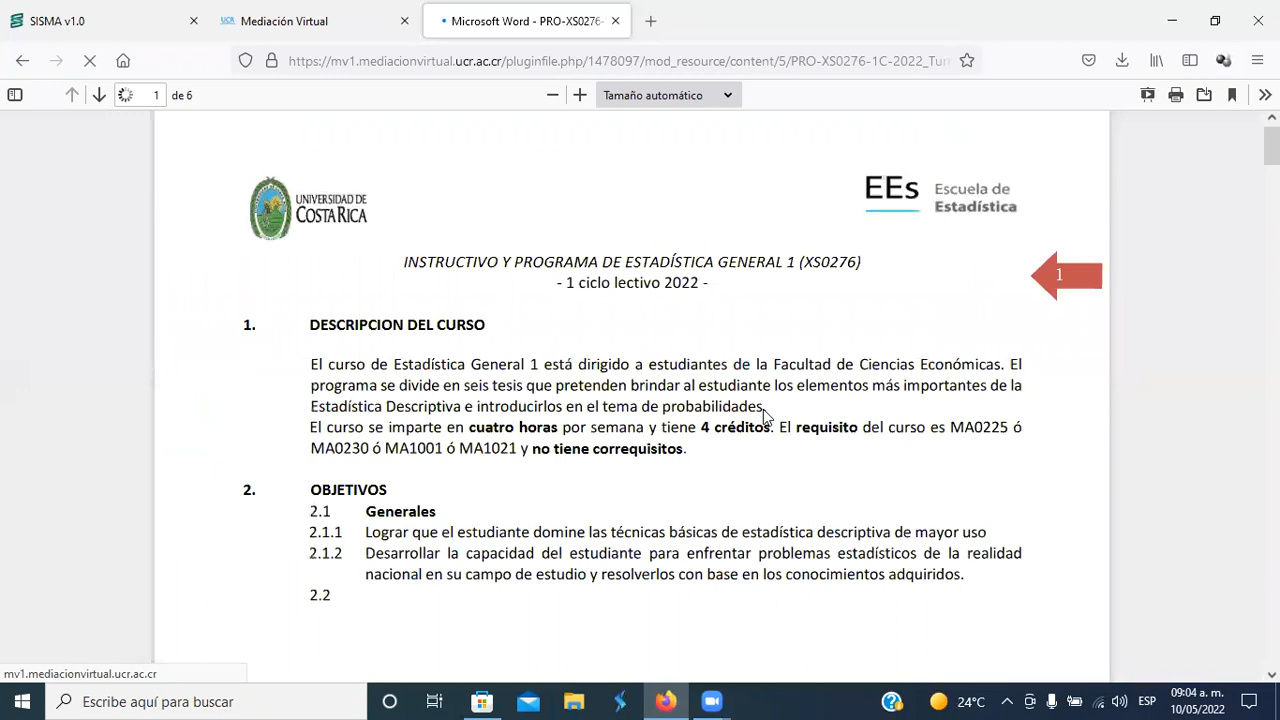 SISMA v1.0
UCR Mediación Virtual
Microsoft Word - PRO-XS0276-
https://mv1.mediacionvirtual.ucr.ac.cr/pluginfile.php/1478097/mod_resource/content/5/PRO-XS0276-1C-2022_Tur
1 de 6
Tamaño automático
UNIVERSIDAD DE
COSTA RICA
EEs
Escuela de
Estadística
INSTRUCTIVO Y PROGRAMA DE ESTADÍSTICA GENERAL 1 (XS0276)
- 1 ciclo lectivo 2022 -
1
1. DESCRIPCION DEL CURSO
El curso de Estadística General 1 está dirigido a estudiantes de la Facultad de Ciencias Económicas. El
programa se divide en seis tesis que pretenden brindar al estudiante los elementos más importantes de la
Estadística Descriptiva e introducirlos en el tema de probabilidades.
El curso se imparte en cuatro horas por semana y tiene 4 créditos. El requisito del curso es MA0225 ó
MA0230 ó MA1001 ó MA1021 y no tiene correquisitos.
2. OBJETIVOS
2.1 Generales
2.1.1 Lograr que el estudiante domine las técnicas básicas de estadística descriptiva de mayor uso
2.1.2 Desarrollar la capacidad del estudiante para enfrentar problemas estadísticos de la realidad
nacional en su campo de estudio y resolverlos con base en los conocimientos adquiridos.
2.2
mv1.mediacionvirtual.ucr.ac.cr
Escribe aquí para buscar
24°C
ESP
09:04 a. m.
10/05/2022